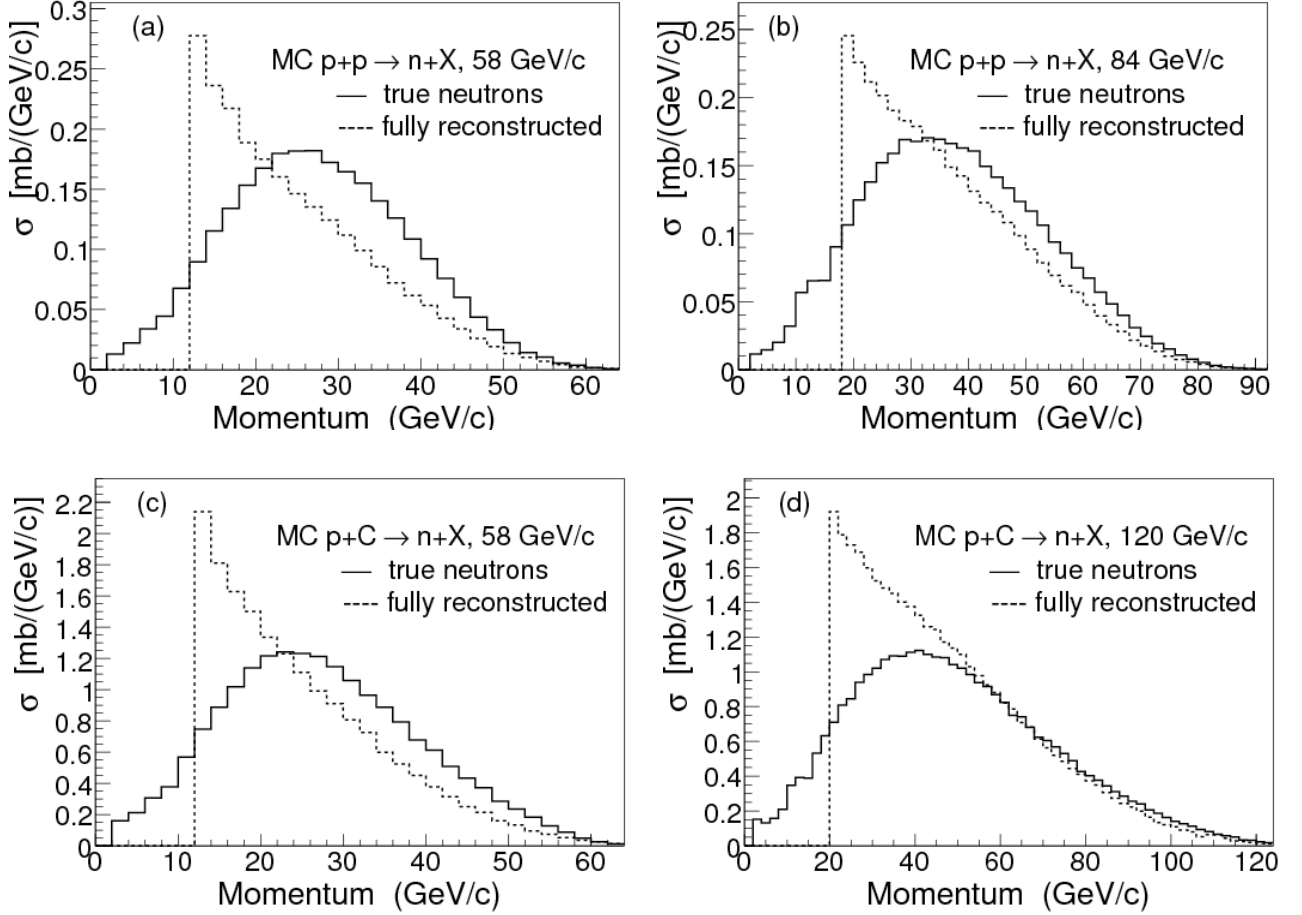 (a)
MC p+p → n+X, 58 GeV/c
true neutrons
fully reconstructed
σ [mb/(GeV/c)]
0.3
0.25
0.2
0.15
0.1
0.05
0
0 10 20 30 40 50 60
Momentum (GeV/c)
(b)
MC p+p → n+X, 84 GeV/c
true neutrons
fully reconstructed
σ [mb/(GeV/c)]
0.25
0.2
0.15
0.1
0.05
0
0 10 20 30 40 50 60 70 80 90
Momentum (GeV/c)
(c)
MC p+C → n+X, 58 GeV/c
true neutrons
fully reconstructed
σ [mb/(GeV/c)]
2.2
2
1.8
1.6
1.4
1.2
1
0.8
0.6
0.4
0.2
0
0 10 20 30 40 50 60
Momentum (GeV/c)
(d)
MC p+C → n+X, 120 GeV/c
true neutrons
fully reconstructed
σ [mb/(GeV/c)]
2
1.8
1.6
1.4
1.2
1
0.8
0.6
0.4
0.2
0
0 20 40 60 80 100 120
Momentum (GeV/c)